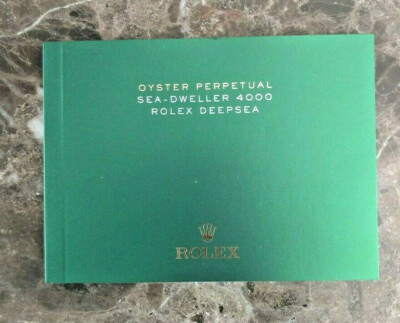 OYSTER PERPETUAL
SEA-DWELLER 4000
ROLEX DEEPSEA
ROLEX